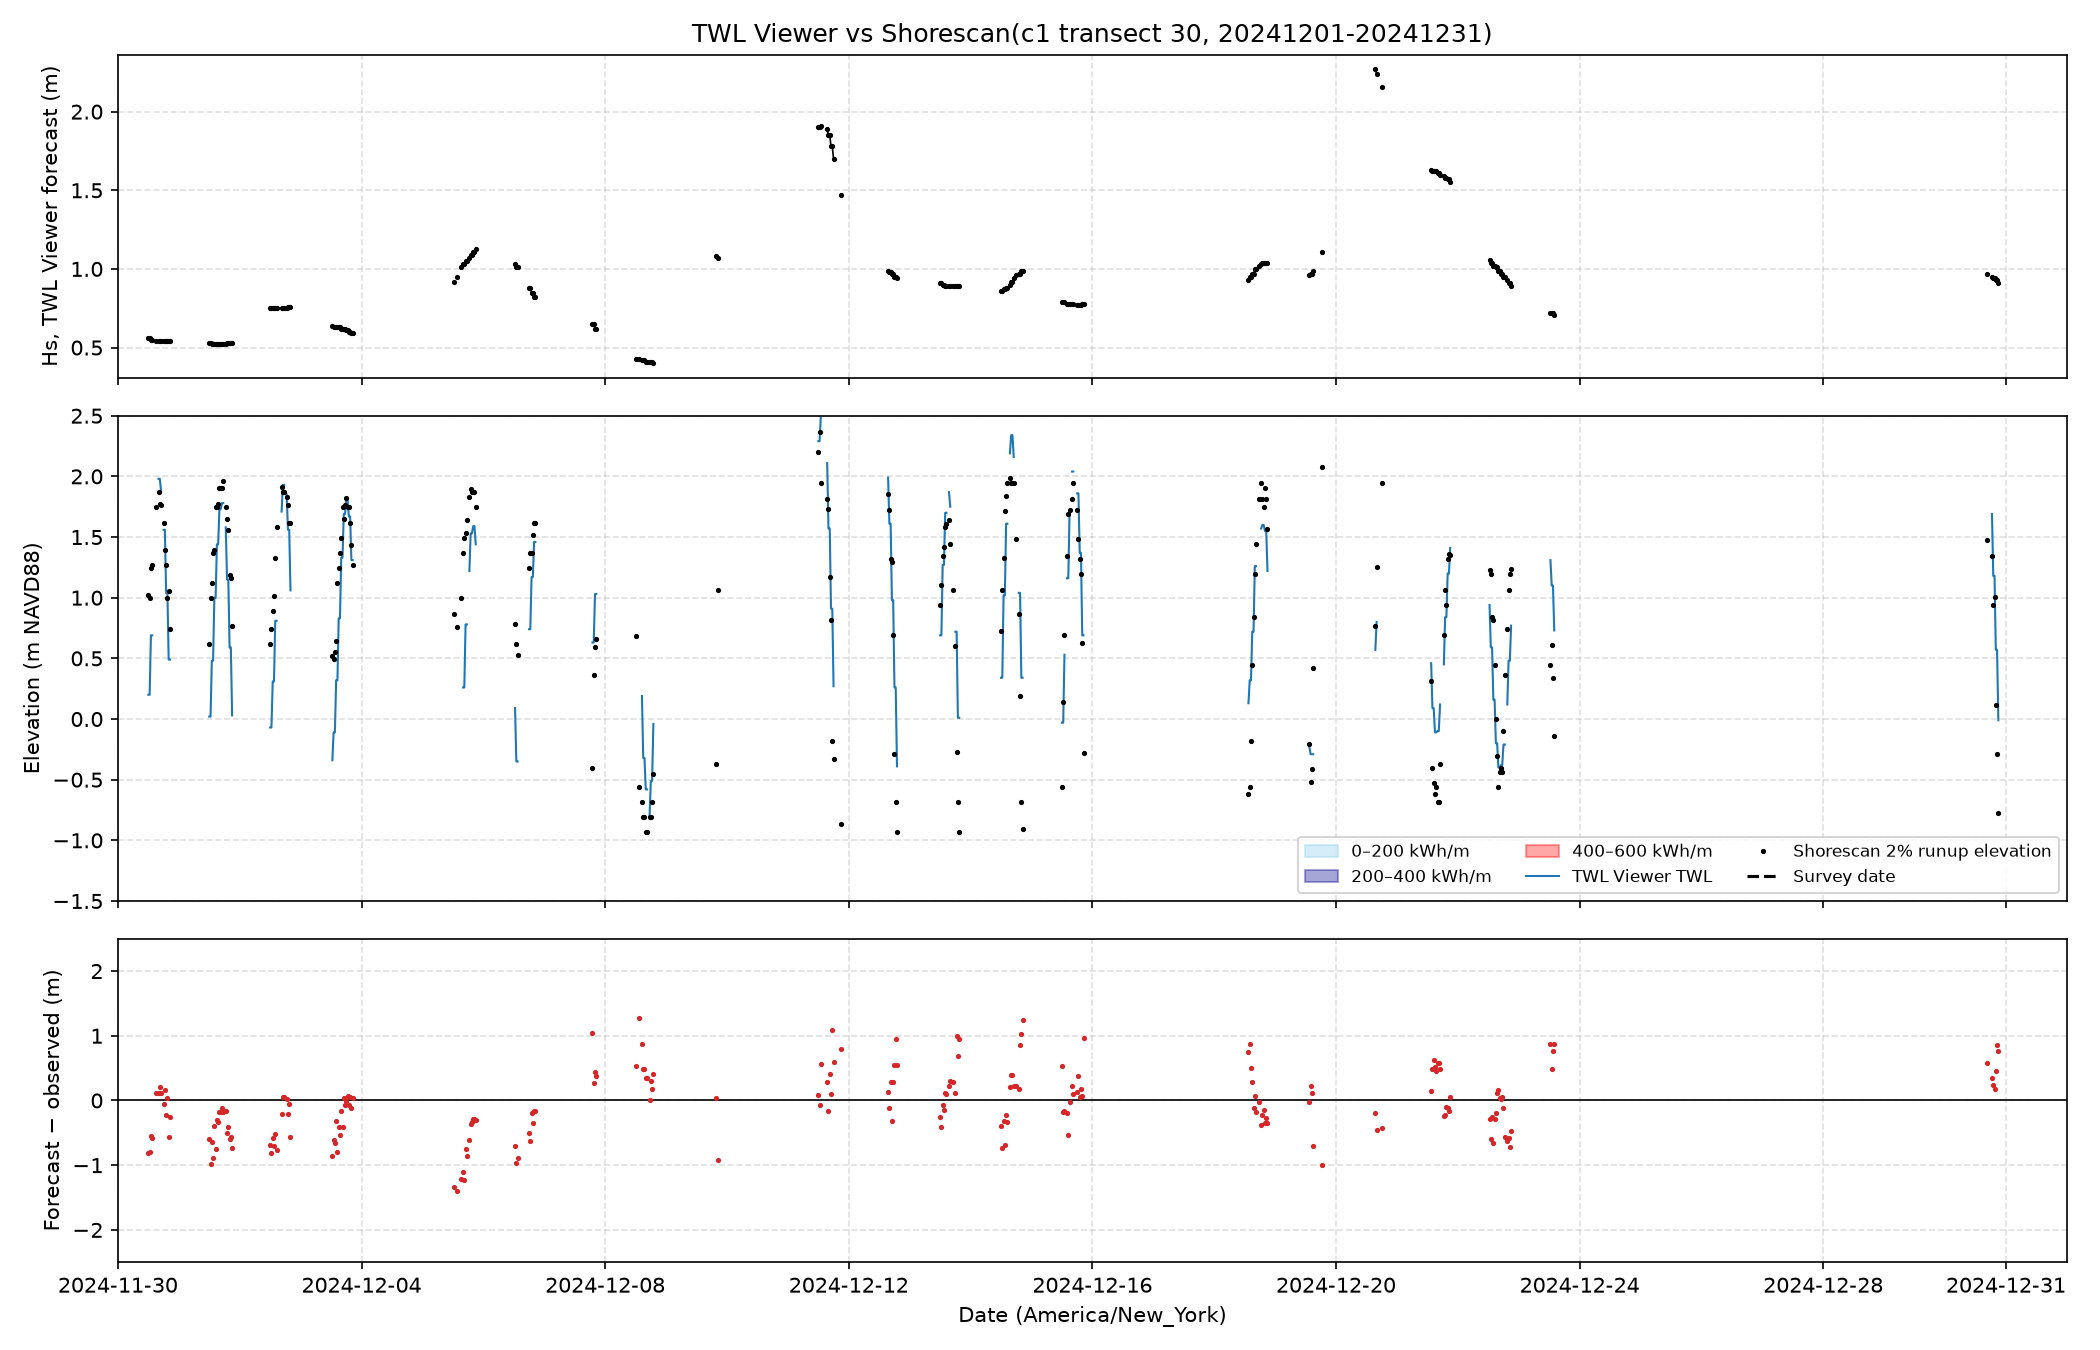 TWL Viewer vs Shorescan(c1 transect 30, 20241201-20241231)
Hs, TWL Viewer forecast (m)
2.0
1.5
1.0
0.5
Elevation (m NAVD88)
2.5
2.0
1.5
1.0
0.5
0.0
−0.5
−1.0
−1.5
0–200 kWh/m
200–400 kWh/m
400–600 kWh/m
TWL Viewer TWL
Shorescan 2% runup elevation
Survey date
Forecast − observed (m)
2
1
0
−1
−2
2024-11-30 2024-12-04 2024-12-08 2024-12-12 2024-12-16 2024-12-20 2024-12-24 2024-12-28 2024-12-31
Date (America/New_York)